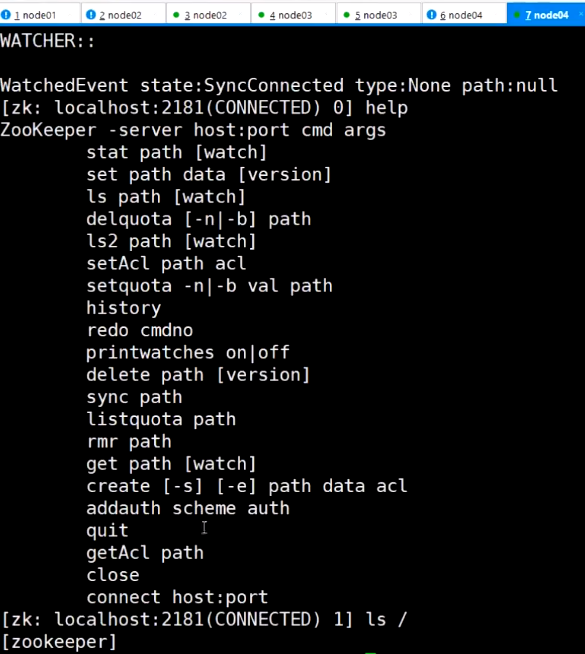 1 node01 2 node02 3 node02 4 node03 5 node03 6 node04 7 node04
WATCHER::
WatchedEvent state:SyncConnected type:None path:null
[zk: localhost:2181(CONNECTED) 0] help
ZooKeeper -server host:port cmd args
stat path [watch]
set path data [version]
ls path [watch]
delquota [-n|-b] path
ls2 path [watch]
setAcl path acl
setquota -n|-b val path
history
redo cmdno
printwatches on|off
delete path [version]
sync path
listquota path
rmr path
get path [watch]
create [-s] [-e] path data acl
addauth scheme auth
quit
getAcl path
close
connect host:port
[zk: localhost:2181(CONNECTED) 1] ls /
[zookeeper]